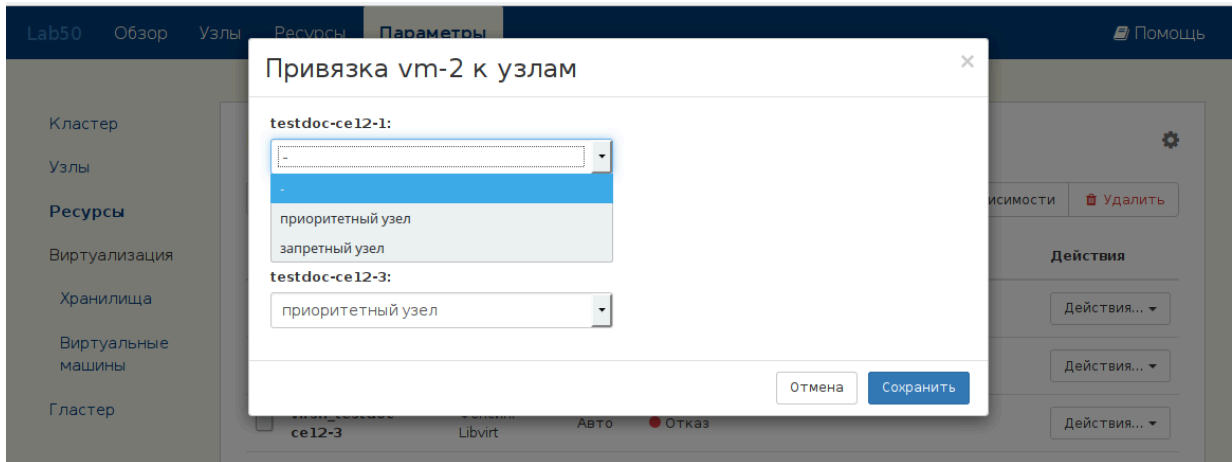 Lab50 Обзор Узлы Ресурсы Параметры Помощь
Привязка vm-2 к узлам ×
testdoc-ce12-1:
-
-
приоритетный узел
запретный узел
testdoc-ce12-3:
приоритетный узел
Отмена Сохранить
Кластер
Узлы
Ресурсы
Виртуализация
Хранилища
Виртуальные
машины
Гластер
исимости Удалить
Действия
Действия...
Действия...
ce12-3 Libvirt Авто Отказ Действия...